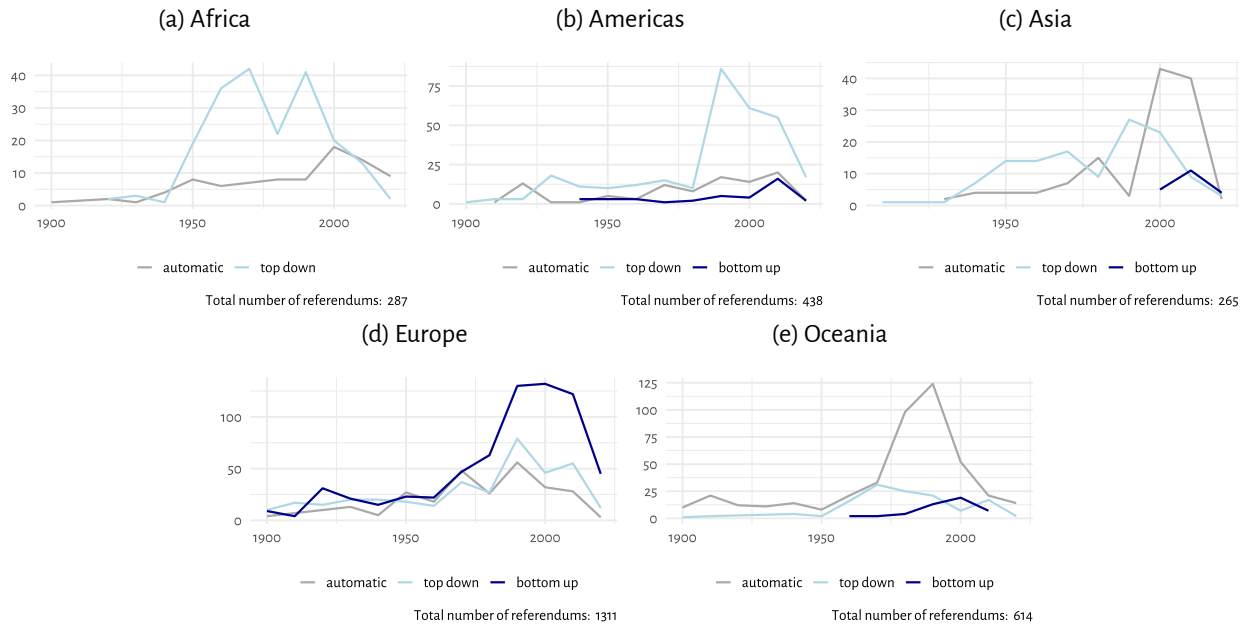 (a) Africa
40
30
20
10
0
1900
1950
2000
automatic
top down
Total number of referendums: 287
(b) Americas
75
50
25
0
1900
1950
2000
automatic
top down
bottom up
Total number of referendums: 438
(c) Asia
40
30
20
10
0
1950
2000
automatic
top down
bottom up
Total number of referendums: 265
(d) Europe
100
50
0
1900
1950
2000
automatic
top down
bottom up
Total number of referendums: 1311
(e) Oceania
125
100
75
50
25
0
1900
1950
2000
automatic
top down
bottom up
Total number of referendums: 614